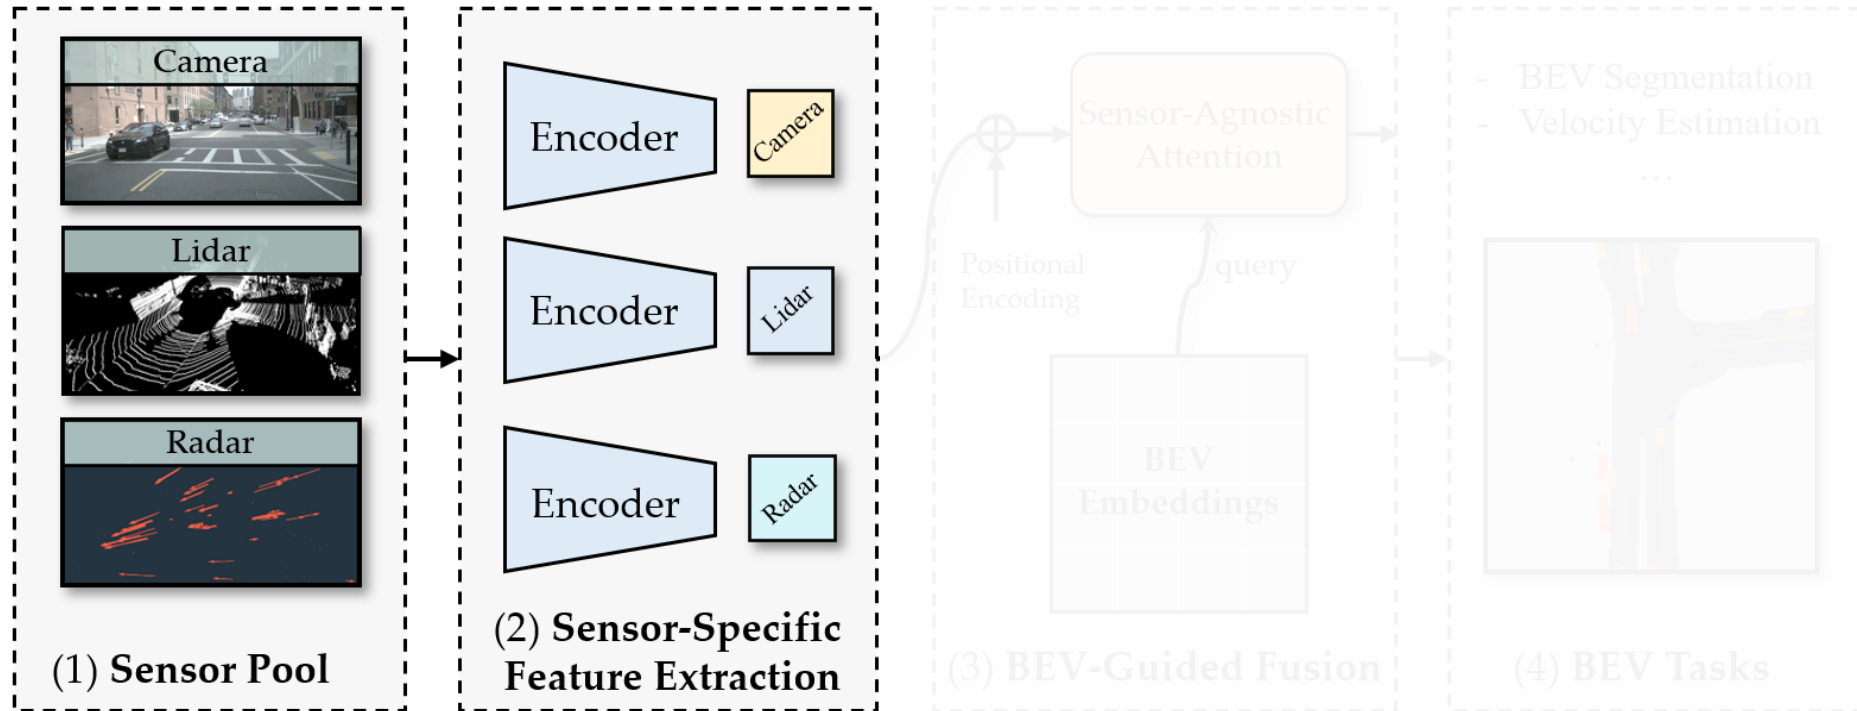 Camera
Lidar
Radar
(1) Sensor Pool
Encoder
Camera
Encoder
Lidar
Encoder
Radar
(2) Sensor-Specific
Feature Extraction
Positional
Encoding
Sensor-Agnostic
Attention
query
BEV
Embeddings
(3) BEV-Guided Fusion
- BEV Segmentation
- Velocity Estimation
...
(4) BEV Tasks